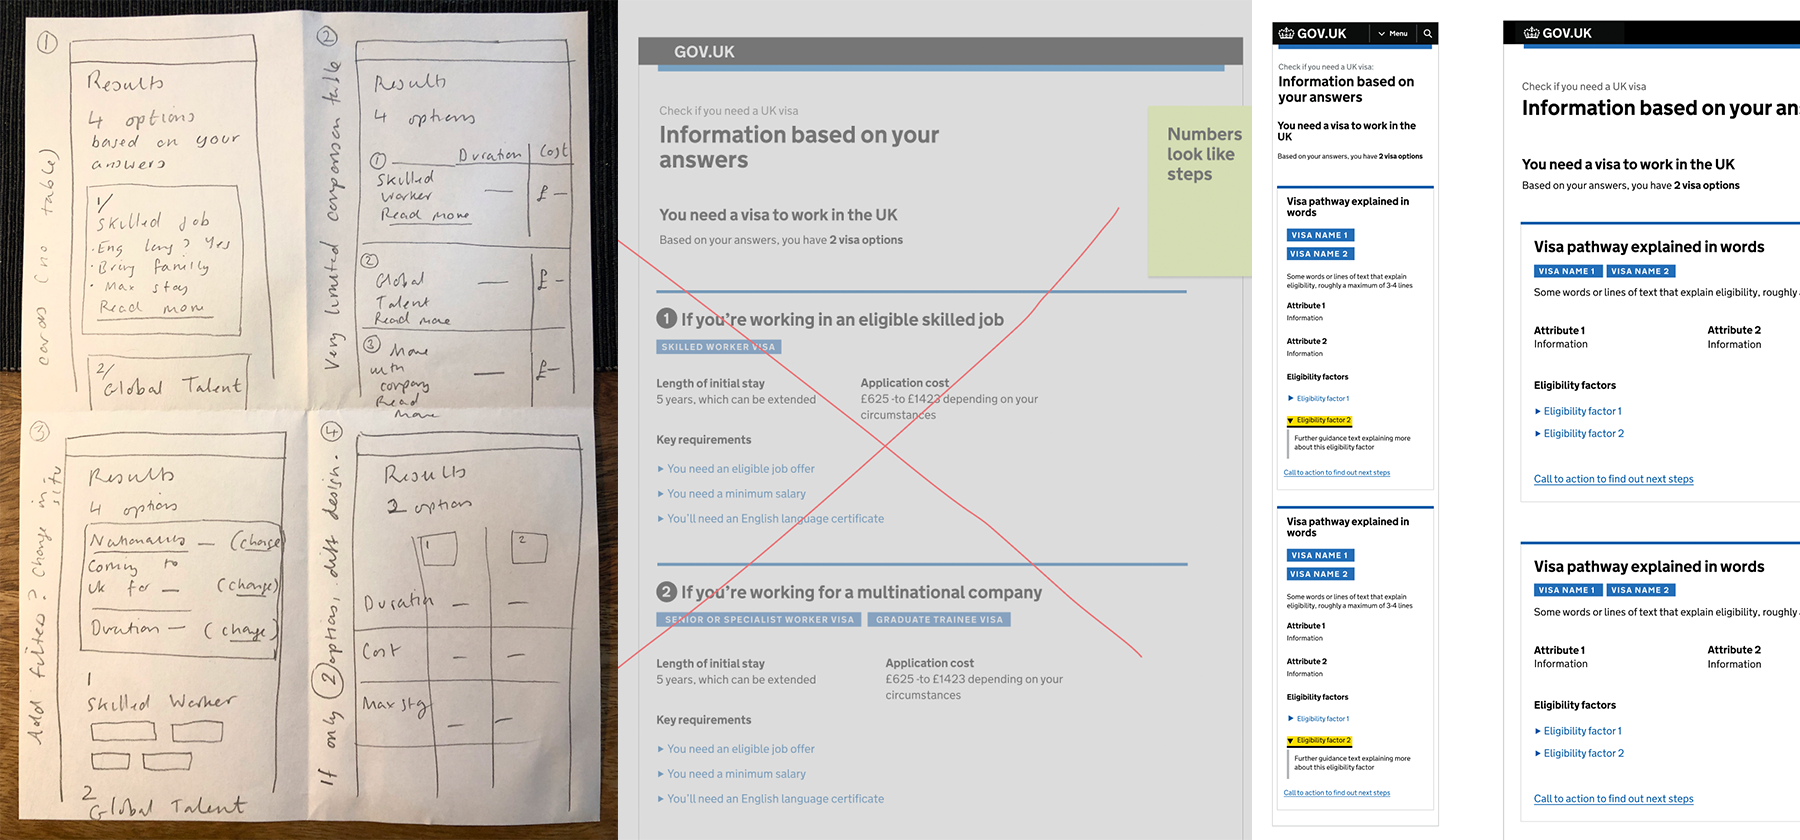 1
cards (no table)
Results
4 options
based on your
answers
1/
Skilled job
• Eng lang? Yes
• Bring family
• Max stay
Read more
2/
Global Talent
2
Very limited comparison table
Results
4 options
1
Duration
Cost
Skilled
Worker
Read more
£ –
2
Global
Talent
Read more
£ –
3
Move
with
company
Read
more
£ –
3
Add filters? Change in-
situ
Results
4 options
Nationality — (change)
Coming to
UK for — (change)
Duration — (change)
1
Skilled Worker
2
Global Talent
4
If only 2 options, diff design.
Results
2 options
1
2
Duration
Cost
Max stay
GOV.UK
Check if you need a UK visa
Information based on your
answers
Numbers
look like
steps
You need a visa to work in the UK
Based on your answers, you have 2 visa options
1 If you're working in an eligible skilled job
SKILLED WORKER VISA
Length of initial stay
5 years, which can be extended
Application cost
£625 -to £1423 depending on your
circumstances
Key requirements
You need an eligible job offer
You need a minimum salary
You'll need an English language certificate
2 If you're working for a multinational company
SENIOR OR SPECIALIST WORKER VISA
GRADUATE TRAINEE VISA
Length of initial stay
5 years, which can be extended
Application cost
£625 -to £1423 depending on your
circumstances
Key requirements
You need an eligible job offer
You need a minimum salary
You'll need an English language certificate
GOV.UK
Menu
Check if you need a UK visa:
Information based on
your answers
You need a visa to work in the
UK
Based on your answers, you have 2 visa options
Visa pathway explained in
words
VISA NAME 1
VISA NAME 2
Some words or lines of text that explain
eligibility, roughly a maximum of 3-4 lines
Attribute 1
Information
Attribute 2
Information
Eligibility factors
Eligibility factor 1
Eligibility factor 2
Further guidance text explaining more
about this eligibility factor
Call to action to find out next steps
Visa pathway explained in
words
VISA NAME 1
VISA NAME 2
Some words or lines of text that explain
eligibility, roughly a maximum of 3-4 lines
Attribute 1
Information
Attribute 2
Information
Eligibility factors
Eligibility factor 1
Eligibility factor 2
Further guidance text explaining more
about this eligibility factor
Call to action to find out next steps
GOV.UK
Check if you need a UK visa
Information based on your an
You need a visa to work in the UK
Based on your answers, you have 2 visa options
Visa pathway explained in words
VISA NAME 1
VISA NAME 2
Some words or lines of text that explain eligibility, roughly
Attribute 1
Information
Attribute 2
Information
Eligibility factors
Eligibility factor 1
Eligibility factor 2
Call to action to find out next steps
Visa pathway explained in words
VISA NAME 1
VISA NAME 2
Some words or lines of text that explain eligibility, roughly
Attribute 1
Information
Attribute 2
Information
Eligibility factors
Eligibility factor 1
Eligibility factor 2
Call to action to find out next steps